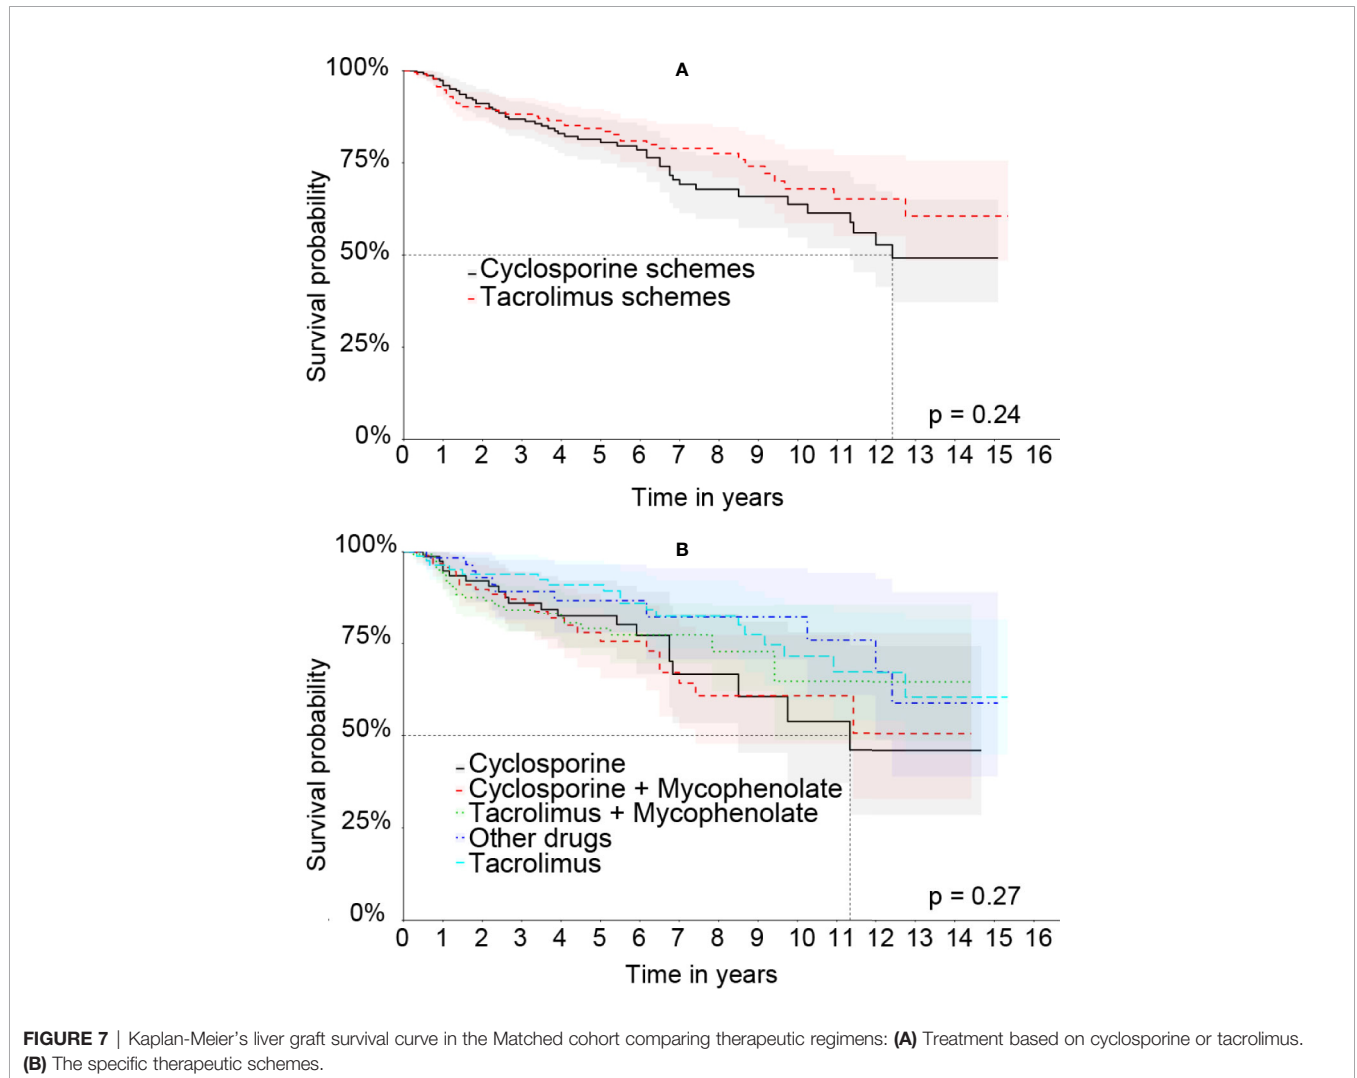 A
100%
75%
50%
25%
0%
Survival probability
Cyclosporine schemes
Tacrolimus schemes
p = 0.24
0 1 2 3 4 5 6 7 8 9 10 11 12 13 14 15 16
Time in years
B
100%
75%
50%
25%
0%
Survival probability
Cyclosporine
Cyclosporine + Mycophenolate
Tacrolimus + Mycophenolate
Other drugs
Tacrolimus
p = 0.27
0 1 2 3 4 5 6 7 8 9 10 11 12 13 14 15 16
Time in years
FIGURE 7 | Kaplan-Meier’s liver graft survival curve in the Matched cohort comparing therapeutic regimens: (A) Treatment based on cyclosporine or tacrolimus.
(B) The specific therapeutic schemes.